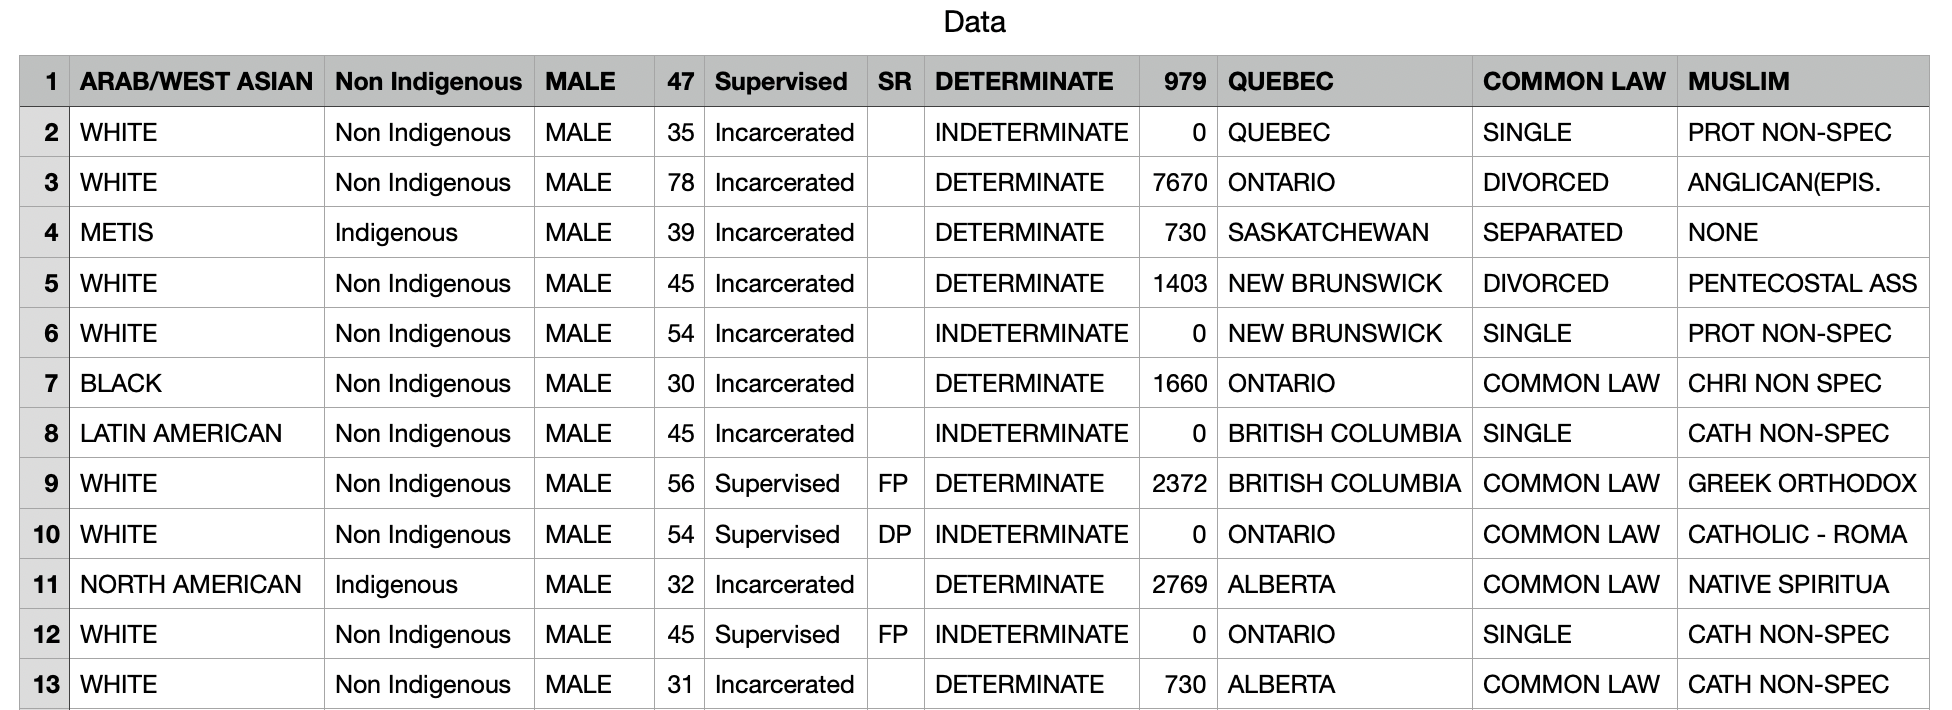 Data
1 ARAB/WEST ASIAN Non Indigenous MALE 47 Supervised SR DETERMINATE 979 QUEBEC COMMON LAW MUSLIM
2 WHITE Non Indigenous MALE 35 Incarcerated INDETERMINATE 0 QUEBEC SINGLE PROT NON-SPEC
3 WHITE Non Indigenous MALE 78 Incarcerated DETERMINATE 7670 ONTARIO DIVORCED ANGLICAN(EPIS.
4 METIS Indigenous MALE 39 Incarcerated DETERMINATE 730 SASKATCHEWAN SEPARATED NONE
5 WHITE Non Indigenous MALE 45 Incarcerated DETERMINATE 1403 NEW BRUNSWICK DIVORCED PENTECOSTAL ASS
6 WHITE Non Indigenous MALE 54 Incarcerated INDETERMINATE 0 NEW BRUNSWICK SINGLE PROT NON-SPEC
7 BLACK Non Indigenous MALE 30 Incarcerated DETERMINATE 1660 ONTARIO COMMON LAW CHRI NON SPEC
8 LATIN AMERICAN Non Indigenous MALE 45 Incarcerated INDETERMINATE 0 BRITISH COLUMBIA SINGLE CATH NON-SPEC
9 WHITE Non Indigenous MALE 56 Supervised FP DETERMINATE 2372 BRITISH COLUMBIA COMMON LAW GREEK ORTHODOX
10 WHITE Non Indigenous MALE 54 Supervised DP INDETERMINATE 0 ONTARIO COMMON LAW CATHOLIC - ROMA
11 NORTH AMERICAN Indigenous MALE 32 Incarcerated DETERMINATE 2769 ALBERTA COMMON LAW NATIVE SPIRITUA
12 WHITE Non Indigenous MALE 45 Supervised FP INDETERMINATE 0 ONTARIO SINGLE CATH NON-SPEC
13 WHITE Non Indigenous MALE 31 Incarcerated DETERMINATE 730 ALBERTA COMMON LAW CATH NON-SPEC